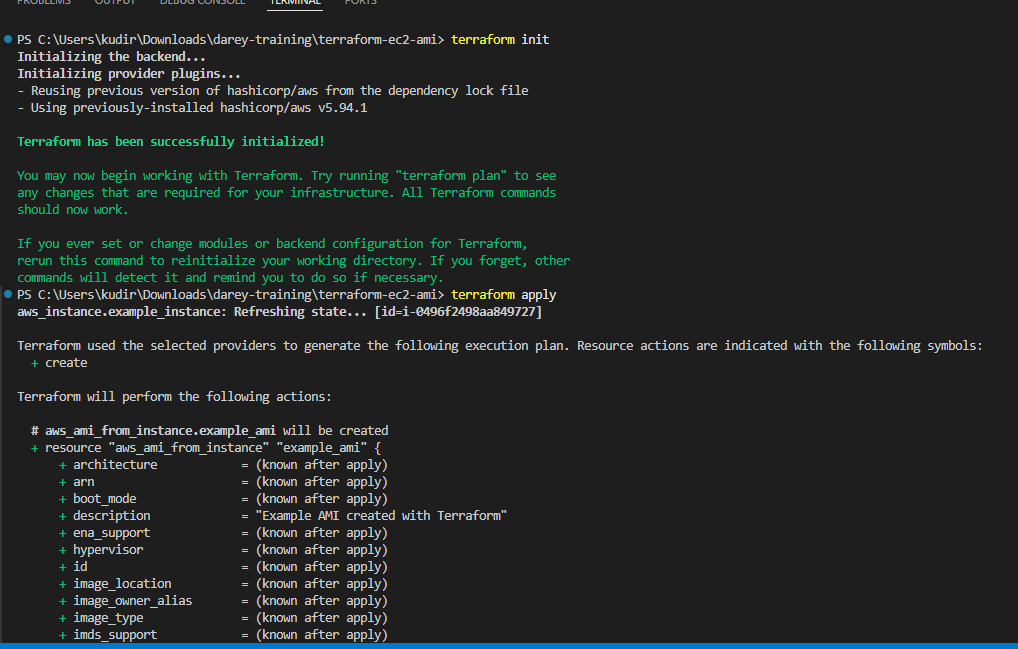 PROBLEMS OUTPUT DEBUG CONSOLE TERMINAL PORTS
PS C:\Users\kudir\Downloads\darey-training\terraform-ec2-ami> terraform init
Initializing the backend...
Initializing provider plugins...
- Reusing previous version of hashicorp/aws from the dependency lock file
- Using previously-installed hashicorp/aws v5.94.1
Terraform has been successfully initialized!
You may now begin working with Terraform. Try running "terraform plan" to see
any changes that are required for your infrastructure. All Terraform commands
should now work.
If you ever set or change modules or backend configuration for Terraform,
rerun this command to reinitialize your working directory. If you forget, other
commands will detect it and remind you to do so if necessary.
PS C:\Users\kudir\Downloads\darey-training\terraform-ec2-ami> terraform apply
aws_instance.example_instance: Refreshing state... [id=i-0496f2498aa849727]
Terraform used the selected providers to generate the following execution plan. Resource actions are indicated with the following symbols:
+ create
Terraform will perform the following actions:
# aws_ami_from_instance.example_ami will be created
+ resource "aws_ami_from_instance" "example_ami" {
+ architecture = (known after apply)
+ arn = (known after apply)
+ boot_mode = (known after apply)
+ description = "Example AMI created with Terraform"
+ ena_support = (known after apply)
+ hypervisor = (known after apply)
+ id = (known after apply)
+ image_location = (known after apply)
+ image_owner_alias = (known after apply)
+ image_type = (known after apply)
+ imds_support = (known after apply)